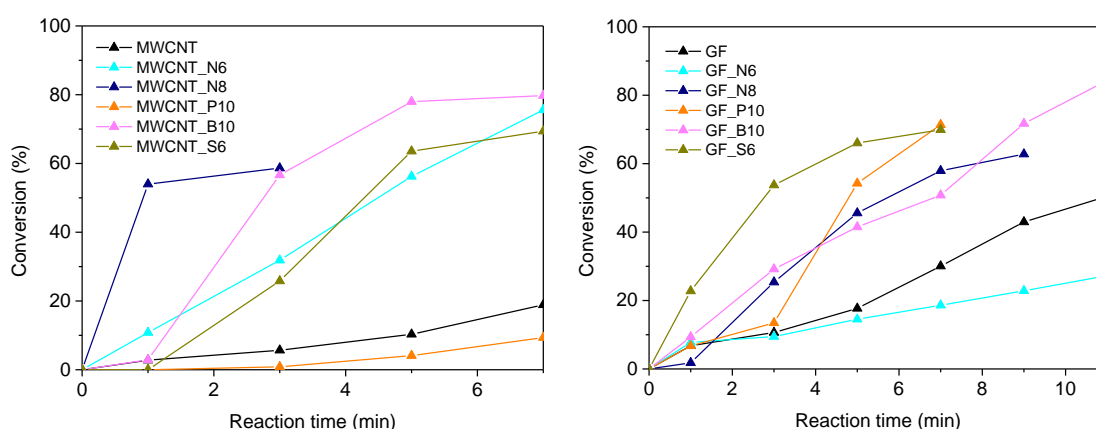 100
80
60
40
20
0
Conversion (%)
MWCNT
MWCNT_N6
MWCNT_N8
MWCNT_P10
MWCNT_B10
MWCNT_S6
0 2 4 6
Reaction time (min)
100
80
60
40
20
0
Conversion (%)
GF
GF_N6
GF_N8
GF_P10
GF_B10
GF_S6
0 2 4 6 8 10
Reaction time (min)